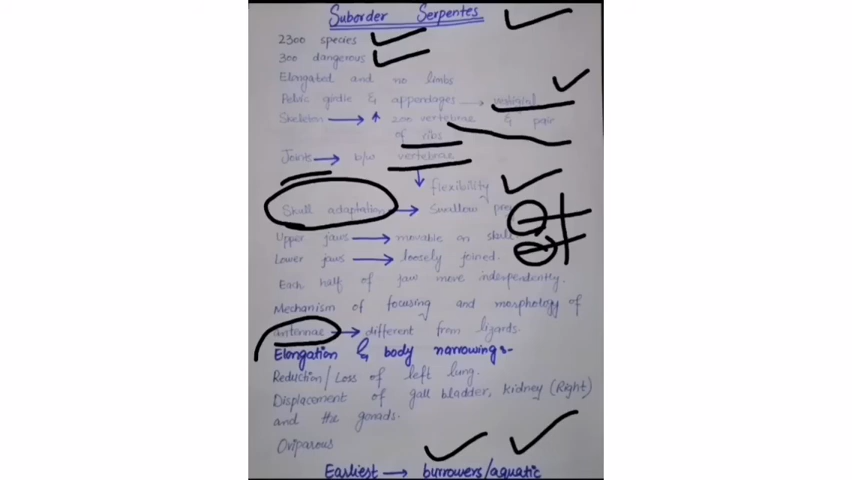 Suborder Serpentes
2300 species
300 dangerous
Elongated and no limbs
Pelvic girdle & appendages → vestigial
Skeleton → ↑ 200 vertebrae & pair
of ribs
Joints → b/w vertebrae
↓ flexibility
Skull adaptation → Swallow prey
Upper jaws → movable on skull
Lower jaws → loosely joined.
Each half of jaw move independently.
Mechanism of focusing and morphology of
antennae → different from lizards.
Elongation & body narrowing:-
Reduction/Loss of left lung.
Displacement of gall bladder, kidney (Right)
and the gonads.
Oviparous
Earliest → burrowers/aquatic